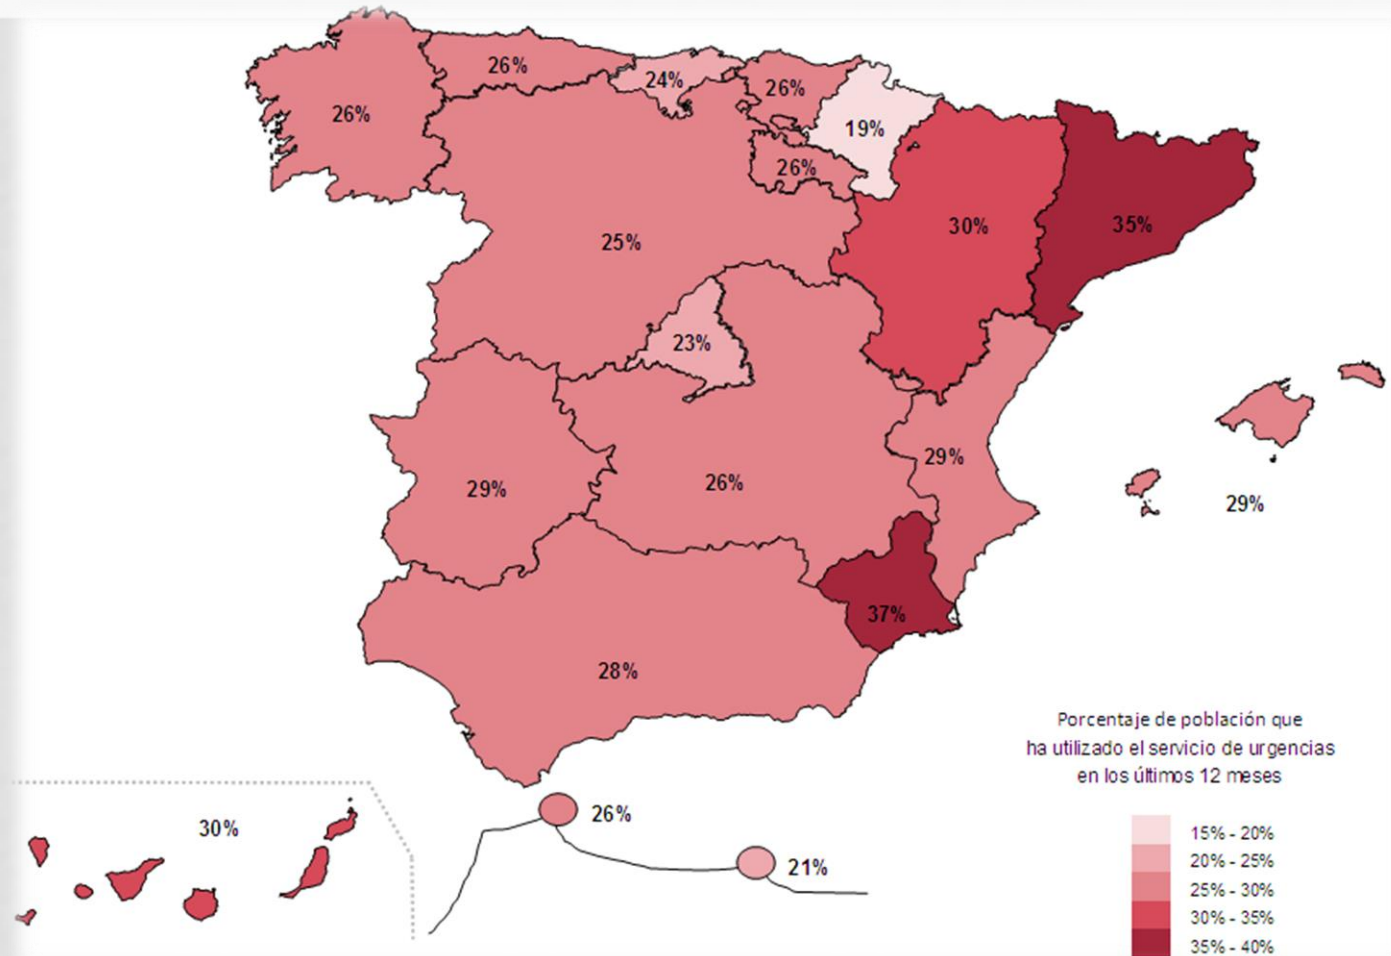 26%
24%
26%
26%
19%
26%
30%
35%
25%
23%
29%
29%
26%
29%
37%
28%
Porcentaje de población que
ha utilizado el servicio de urgencias
en los últimos 12 meses
15% - 20%
20% - 25%
25% - 30%
30% - 35%
35% - 40%
30%
26%
21%